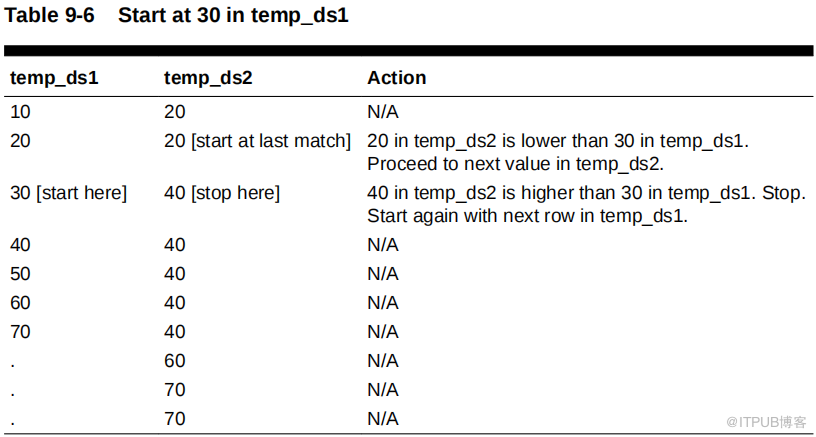 Table 9-6 Start at 30 in temp_ds1
temp_ds1 temp_ds2 Action
10 20 N/A
20 20 [start at last match] 20 in temp_ds2 is lower than 30 in temp_ds1.
Proceed to next value in temp_ds2.
30 [start here] 40 [stop here] 40 in temp_ds2 is higher than 30 in temp_ds1. Stop.
Start again with next row in temp_ds1.
40 40 N/A
50 40 N/A
60 40 N/A
70 40 N/A
. 60 N/A
. 70 N/A
. 70 N/A
@ITPUB博客